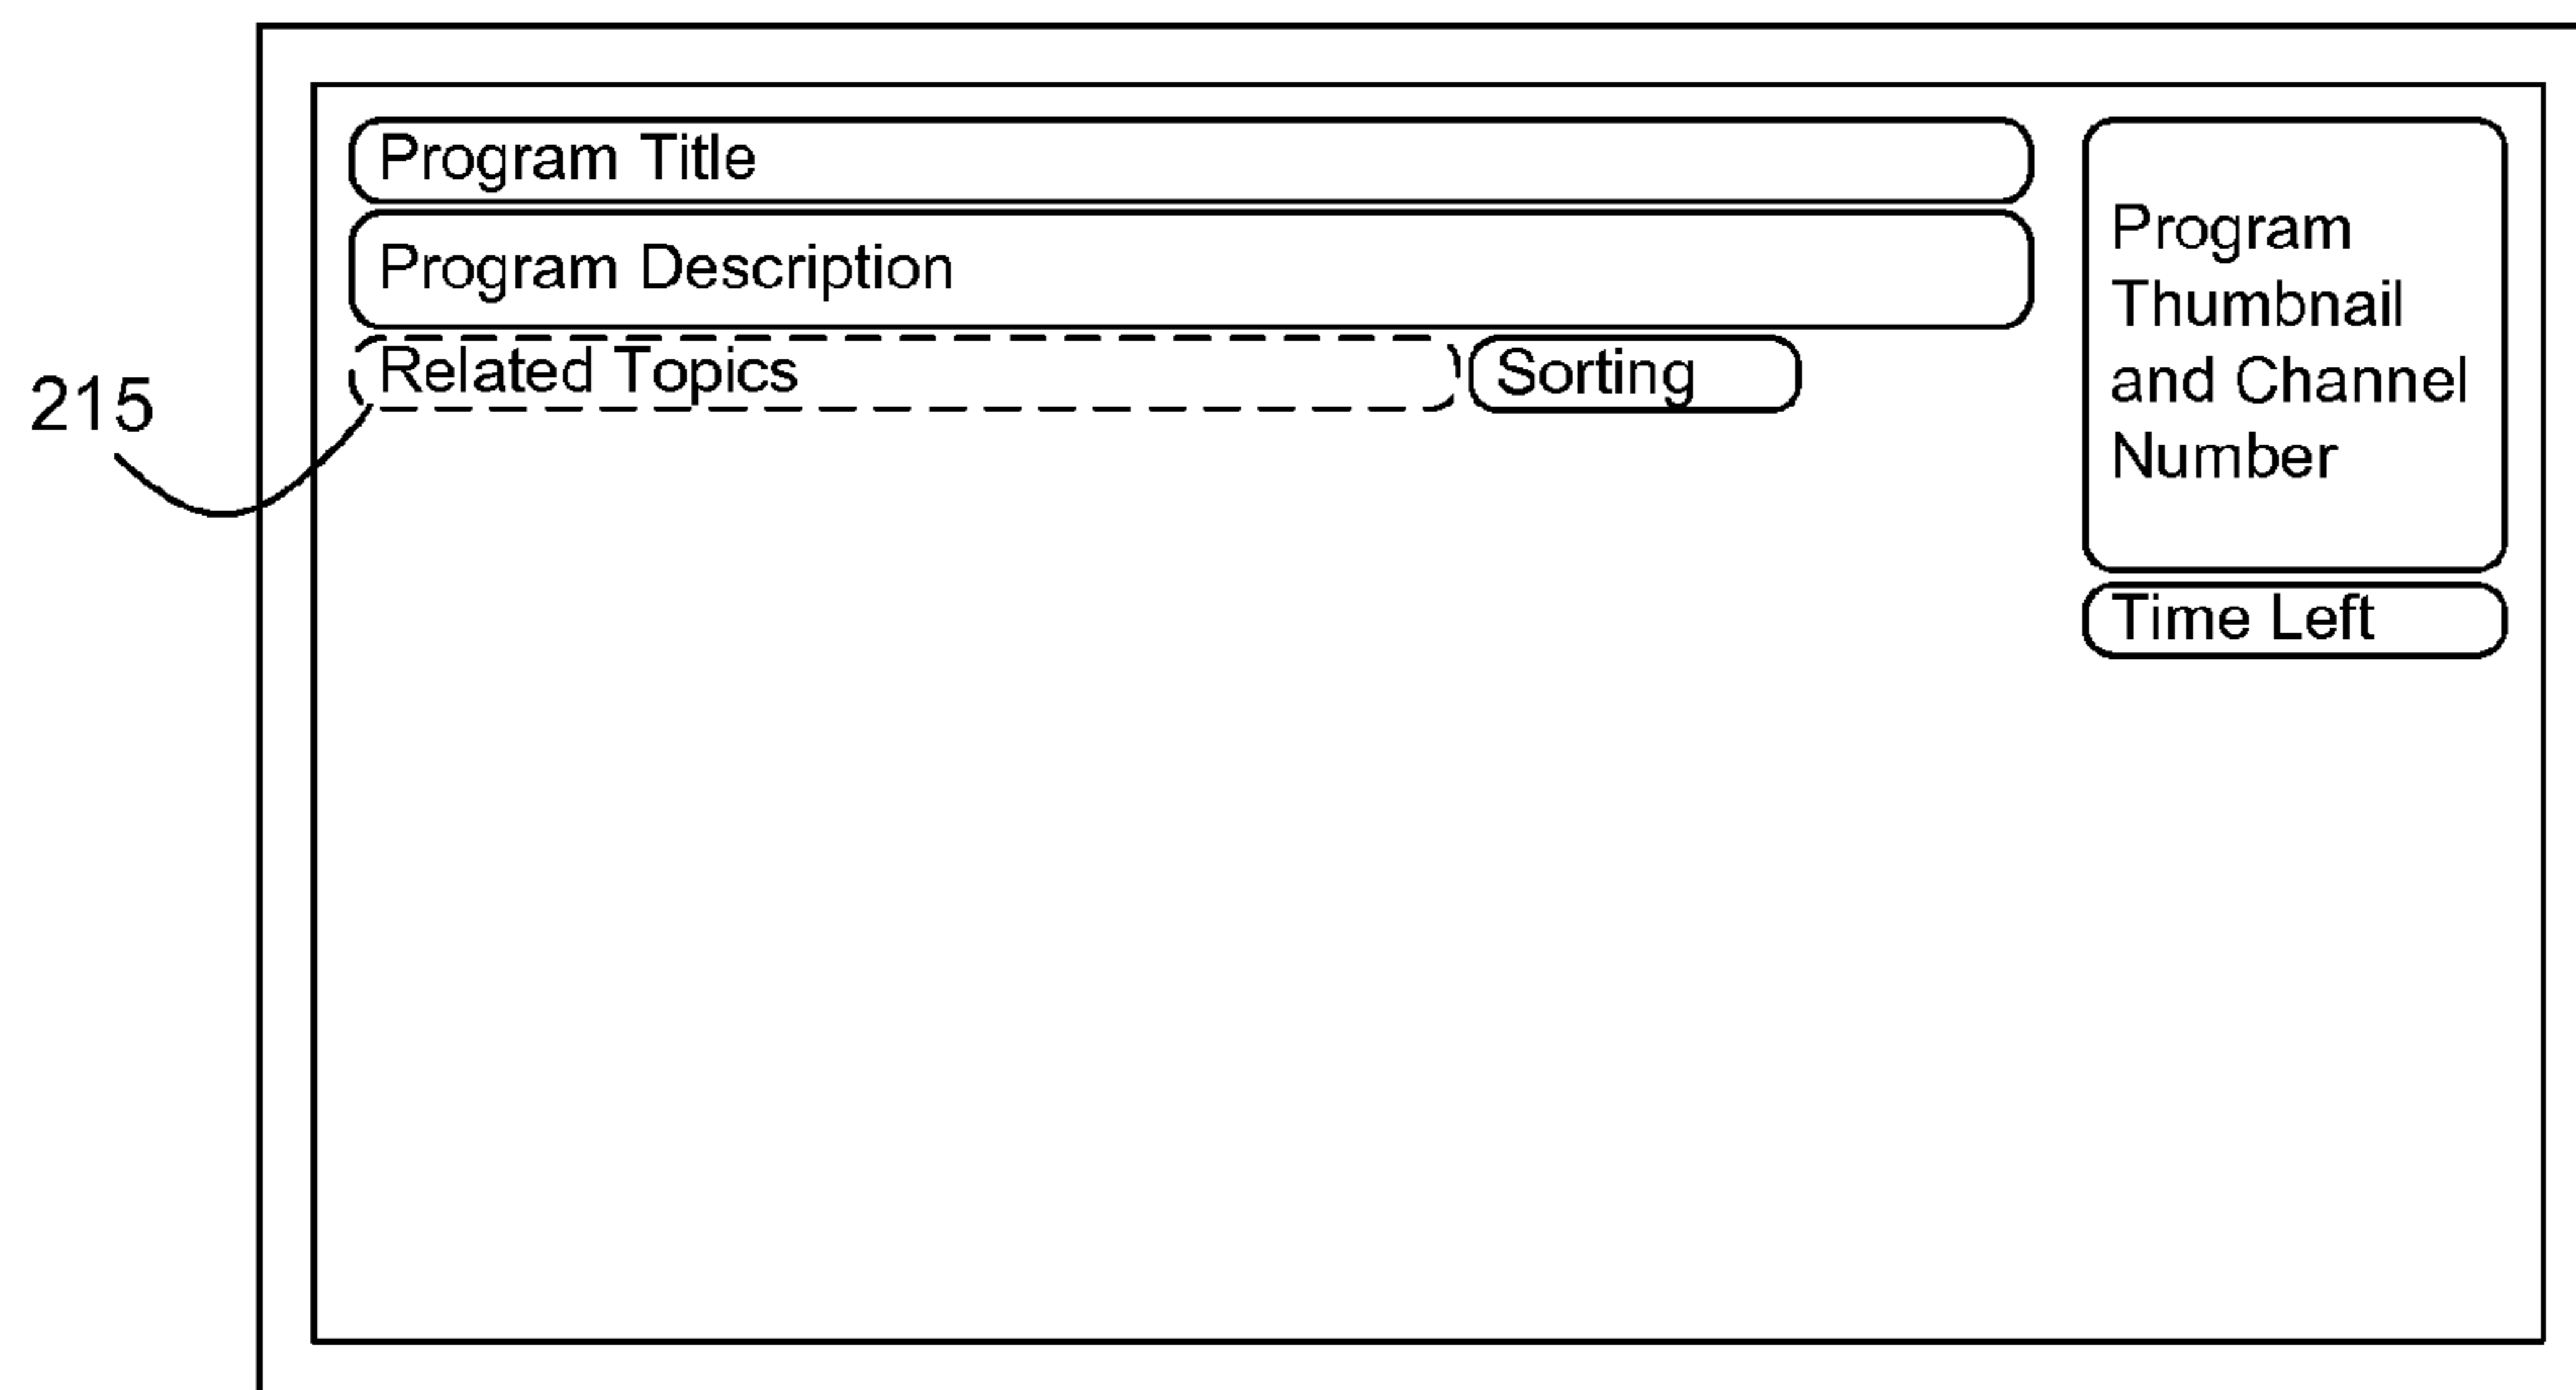 Program Title
Program Description
Related Topics
Sorting
215
Program
Thumbnail
and Channel
Number
Time Left